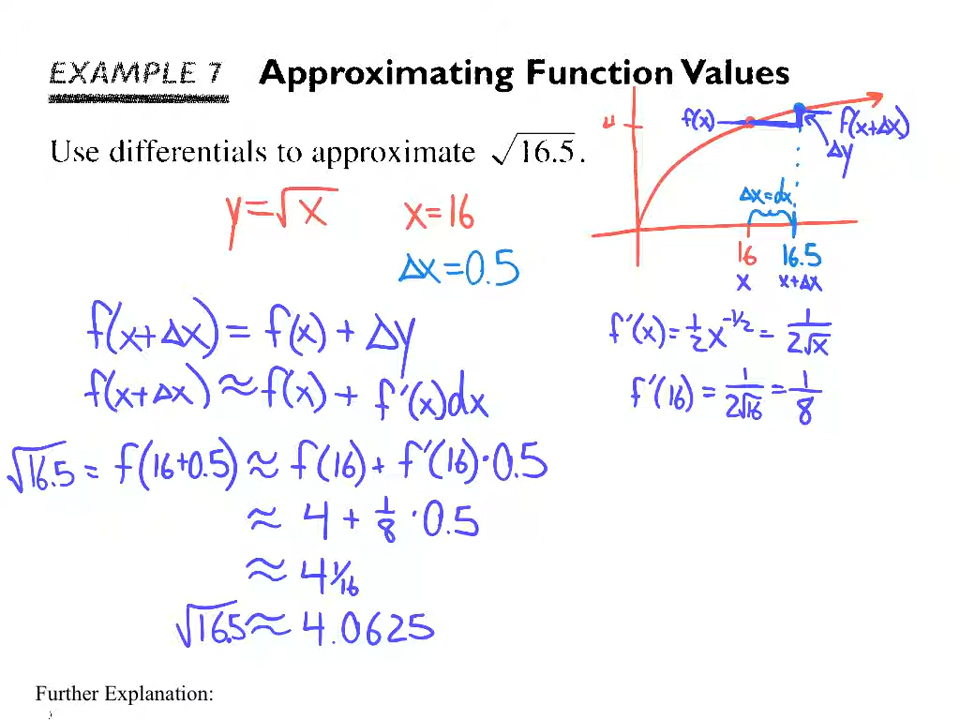 EXAMPLE 7 Approximating Function Values
Use differentials to approximate √16.5.
y=√x x=16
Δx=0.5
4 f(x) f(x+Δx)
Δy
Δx=dx
16 16.5
x x+Δx
f(x+Δx) = f(x) + Δy
f(x+Δx) ≈ f(x) + f'(x)dx
√16.5 = f(16+0.5) ≈ f(16) + f'(16)·0.5
≈ 4 + 1/8 · 0.5
≈ 4 1/16
√16.5 ≈ 4.0625
f'(x) = 1/2 x^-1/2 = 1/(2√x)
f'(16) = 1/(2√16) = 1/8
Further Explanation: